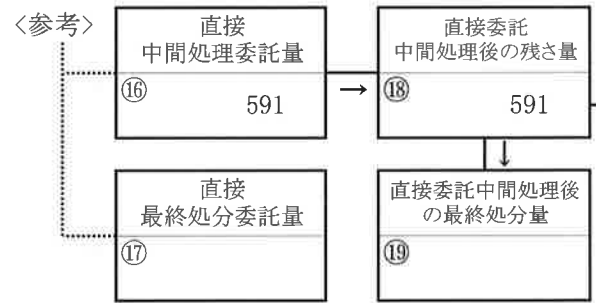 〈参考〉
直接
中間処理委託量
⑯
591
→
直接委託
中間処理後の残さ量
⑱
591
↓
直接
最終処分委託量
⑰
直接委託中間処理後
の最終処分量
⑲